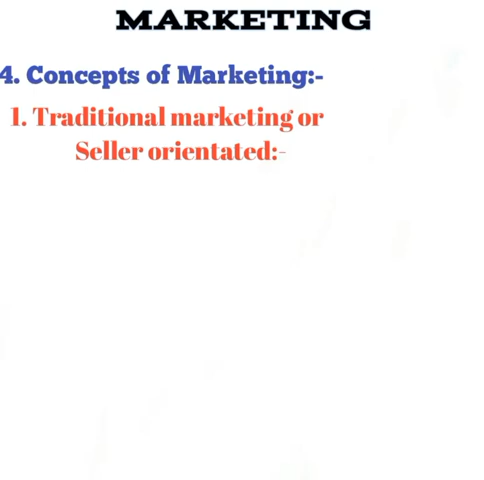 MARKETING
4. Concepts of Marketing:-
1. Traditional marketing or
Seller orientated:-